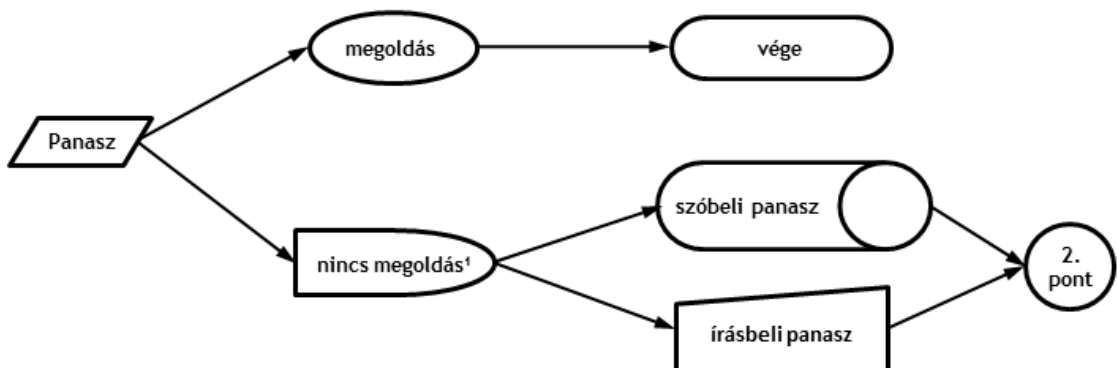 megoldás
vége
Panasz
szóbeli panasz
nincs megoldás¹
2.
pont
írásbeli panasz